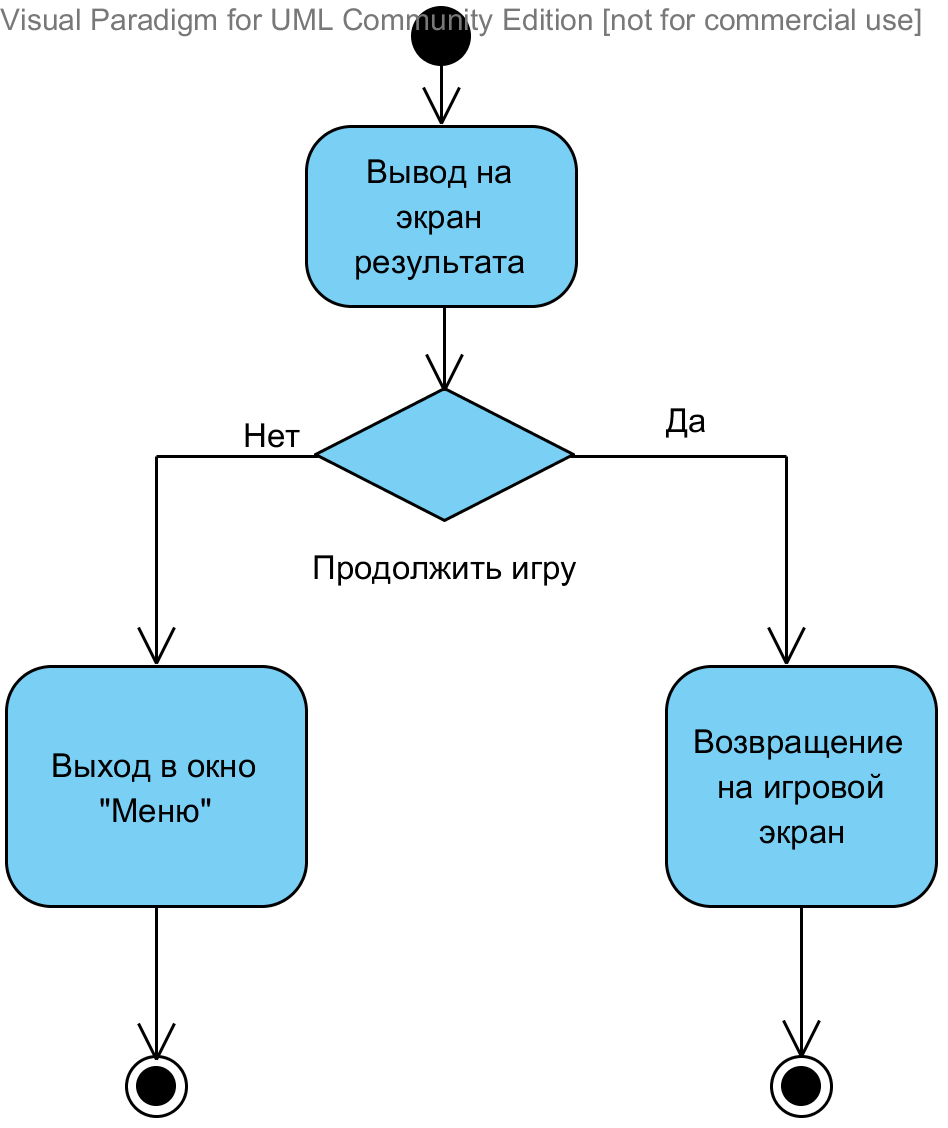 Visual Paradigm for UML Community Edition [not for commercial use]
Вывод на
экран
результата
Нет
Да
Продолжить игру
Выход в окно
"Меню"
Возвращение
на игровой
экран